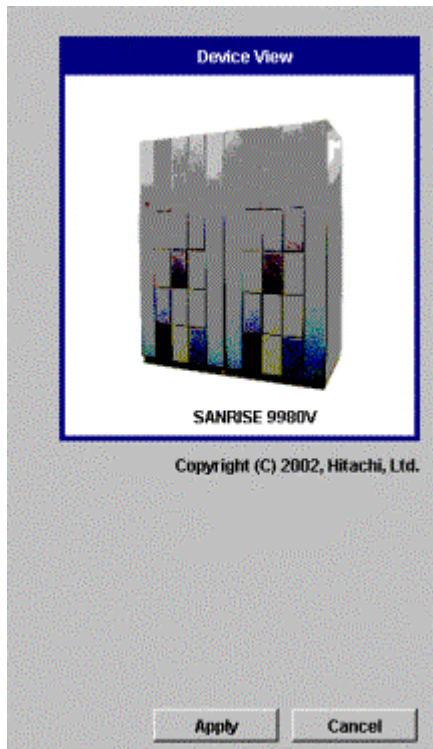 Device View
SANRISE 9980V
Copyright (C) 2002, Hitachi, Ltd.
Apply
Cancel